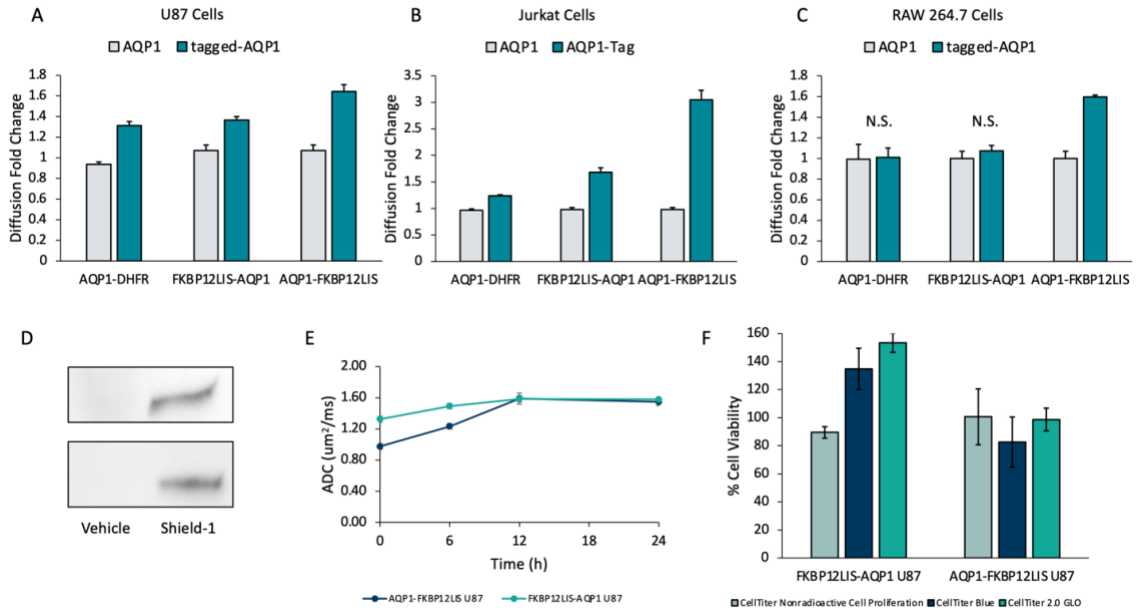 A
U87 Cells
AQP1 tagged-AQP1
Diffusion Fold Change
1.8
1.6
1.4
1.2
1
0.8
0.6
0.4
0.2
0
AQP1-DHFR FKBP12LIS-AQP1 AQP1-FKBP12LIS
B
Jurkat Cells
AQP1 AQP1-Tag
Diffusion Fold Change
3.5
3
2.5
2
1.5
1
0.5
0
AQP1-DHFR FKBP12LIS-AQP1 AQP1-FKBP12LIS
C
RAW 264.7 Cells
AQP1 tagged-AQP1
Diffusion Fold Change
1.8
1.6
1.4
1.2
1
0.8
0.6
0.4
0.2
0
N.S. N.S.
AQP1-DHFR FKBP12LIS-AQP1 AQP1-FKBP12LIS
D
Vehicle Shield-1
E
ADC (um²/ms)
2.00
1.60
1.20
0.80
0.40
0.00
0 6 12 18 24
Time (h)
AQP1-FKBP12LIS U87 FKBP12LIS-AQP1 U87
F
% Cell Viability
160
140
120
100
80
60
40
20
0
FKBP12LIS-AQP1 U87 AQP1-FKBP12LIS U87
CellTiter Nonradioactive Cell Proliferation CellTiter Blue CellTiter 2.0 GLO